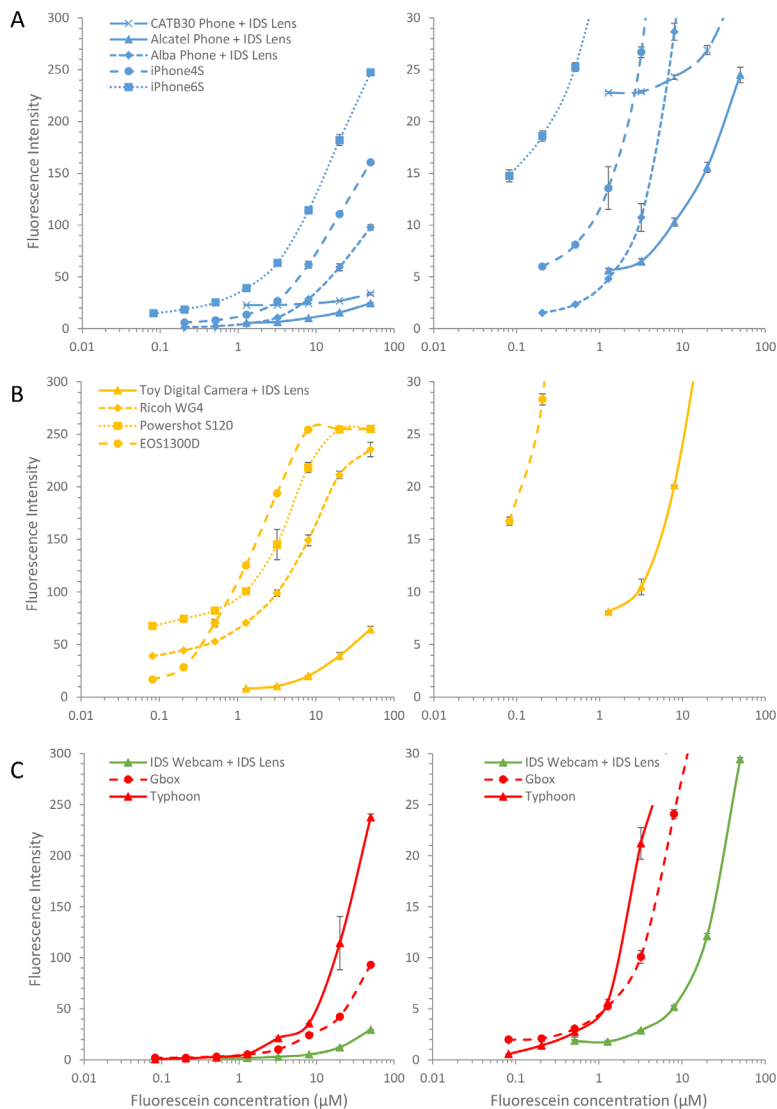 A
CATB30 Phone + IDS Lens
Alcatel Phone + IDS Lens
Alba Phone + IDS Lens
iPhone4S
iPhone6S
Fluorescence Intensity
300
250
200
150
100
50
0
0.01 0.1 1 10 100
30
25
20
15
10
5
0
0.01 0.1 1 10 100
B
Toy Digital Camera + IDS Lens
Ricoh WG4
Powershot S120
EOS1300D
Fluorescence Intensity
300
250
200
150
100
50
0
0.01 0.1 1 10 100
30
25
20
15
10
5
0
0.01 0.1 1 10 100
C
IDS Webcam + IDS Lens
Gbox
Typhoon
Fluorescence Intensity
300
250
200
150
100
50
0
0.01 0.1 1 10 100
Fluorescein concentration (μM)
IDS Webcam + IDS Lens
Gbox
Typhoon
30
25
20
15
10
5
0
0.01 0.1 1 10 100
Fluorescein concentration (μM)